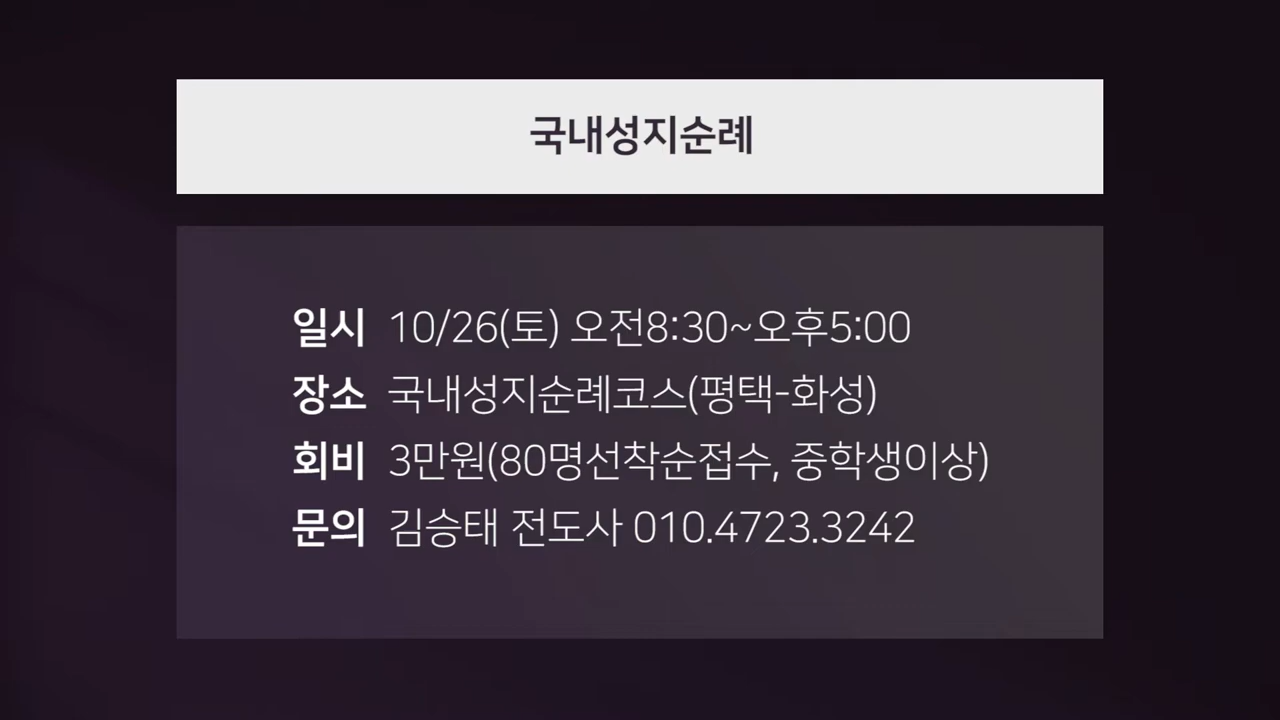 국내성지순례
일시 10/26(토) 오전8:30~오후5:00
장소 국내성지순례코스(평택-화성)
회비 3만원(80명선착순접수, 중학생이상)
문의 김승태 전도사 010.4723.3242